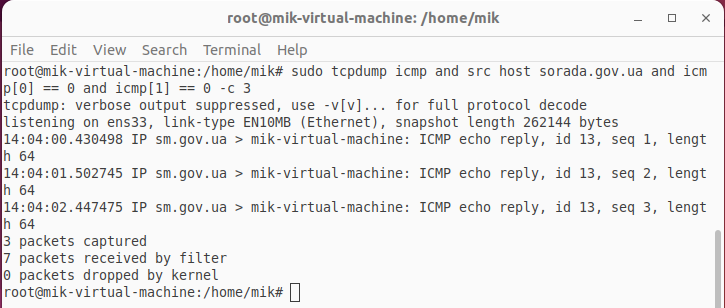 root@mik-virtual-machine: /home/mik
File Edit View Search Terminal Help
root@mik-virtual-machine:/home/mik# sudo tcpdump icmp and src host sorada.gov.ua and icm
p[0] == 0 and icmp[1] == 0 -c 3
tcpdump: verbose output suppressed, use -v[v]... for full protocol decode
listening on ens33, link-type EN10MB (Ethernet), snapshot length 262144 bytes
14:04:00.430498 IP sm.gov.ua > mik-virtual-machine: ICMP echo reply, id 13, seq 1, lengt
h 64
14:04:01.502745 IP sm.gov.ua > mik-virtual-machine: ICMP echo reply, id 13, seq 2, lengt
h 64
14:04:02.447475 IP sm.gov.ua > mik-virtual-machine: ICMP echo reply, id 13, seq 3, lengt
h 64
3 packets captured
7 packets received by filter
0 packets dropped by kernel
root@mik-virtual-machine:/home/mik#